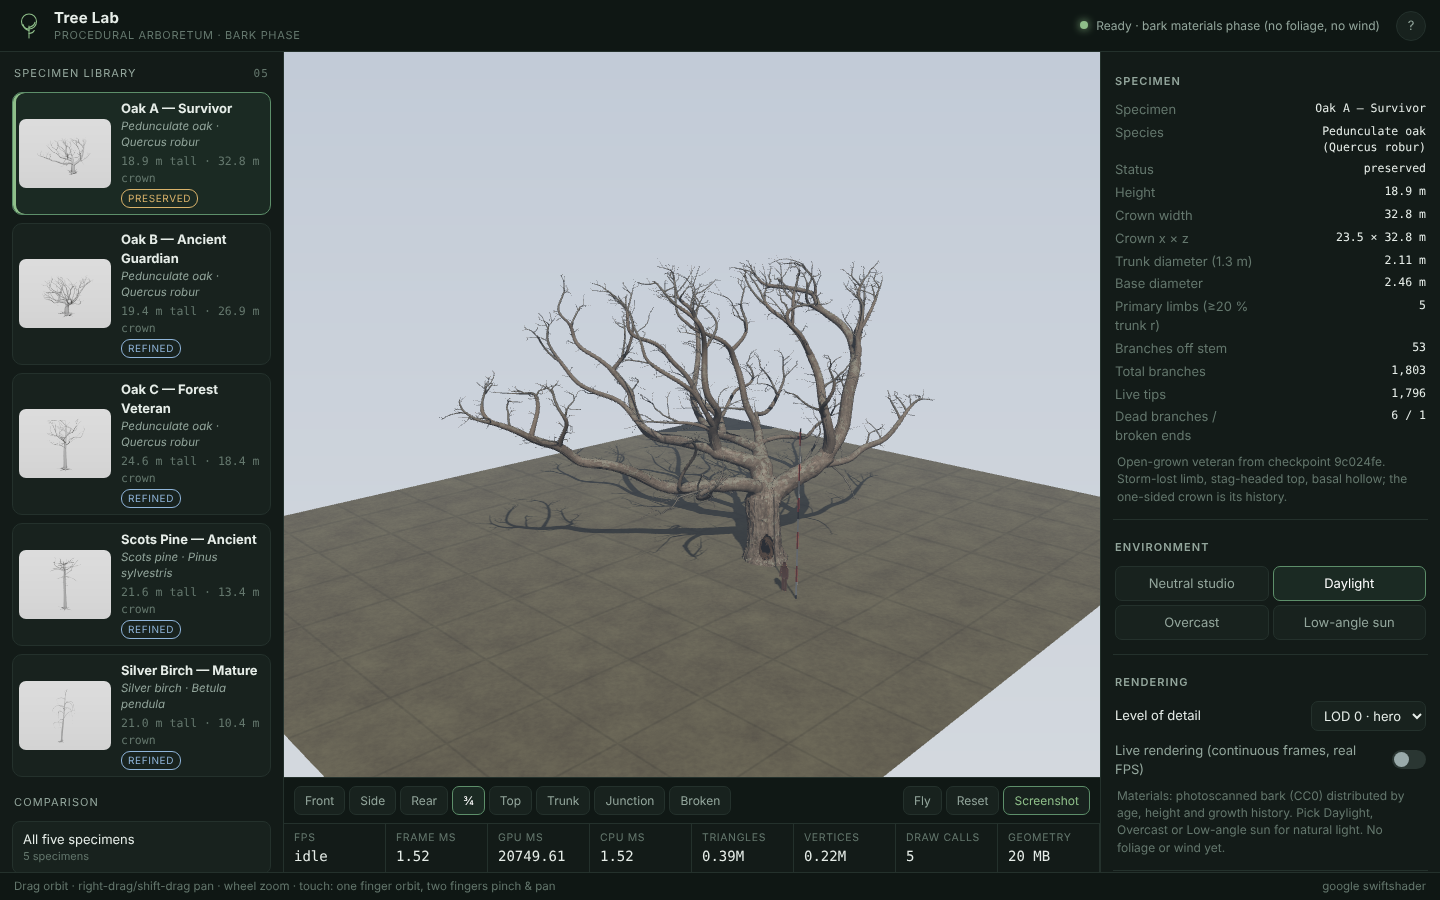 Tree Lab
PROCEDURAL ARBORETUM · BARK PHASE
Ready · bark materials phase (no foliage, no wind)
?
SPECIMEN LIBRARY
05
Oak A — Survivor
Pedunculate oak ·
Quercus robur
18.9 m tall · 32.8 m
crown
PRESERVED
Oak B — Ancient
Guardian
Pedunculate oak ·
Quercus robur
19.4 m tall · 26.9 m
crown
REFINED
Oak C — Forest
Veteran
Pedunculate oak ·
Quercus robur
24.6 m tall · 18.4 m
crown
REFINED
Scots Pine — Ancient
Scots pine · Pinus
sylvestris
21.6 m tall · 13.4 m
crown
REFINED
Silver Birch — Mature
Silver birch · Betula
pendula
21.0 m tall · 10.4 m
crown
REFINED
COMPARISON
All five specimens
5 specimens
Front
Side
Rear
¾
Top
Trunk
Junction
Broken
Fly
Reset
Screenshot
FPS
idle
FRAME MS
1.52
GPU MS
20749.61
CPU MS
1.52
TRIANGLES
0.39M
VERTICES
0.22M
DRAW CALLS
5
GEOMETRY
20 MB
SPECIMEN
Specimen
Oak A — Survivor
Species
Pedunculate oak
(Quercus robur)
Status
preserved
Height
18.9 m
Crown width
32.8 m
Crown x × z
23.5 × 32.8 m
Trunk diameter (1.3 m)
2.11 m
Base diameter
2.46 m
Primary limbs (≥20 %
trunk r)
5
Branches off stem
53
Total branches
1,803
Live tips
1,796
Dead branches /
broken ends
6 / 1
Open-grown veteran from checkpoint 9c024fe.
Storm-lost limb, stag-headed top, basal hollow; the
one-sided crown is its history.
ENVIRONMENT
Neutral studio
Daylight
Overcast
Low-angle sun
RENDERING
Level of detail
LOD 0 · hero
Live rendering (continuous frames, real
FPS)
Materials: photoscanned bark (CC0) distributed by
age, height and growth history. Pick Daylight,
Overcast or Low-angle sun for natural light. No
foliage or wind yet.
Drag orbit · right-drag/shift-drag pan · wheel zoom · touch: one finger orbit, two fingers pinch & pan
google swiftshader